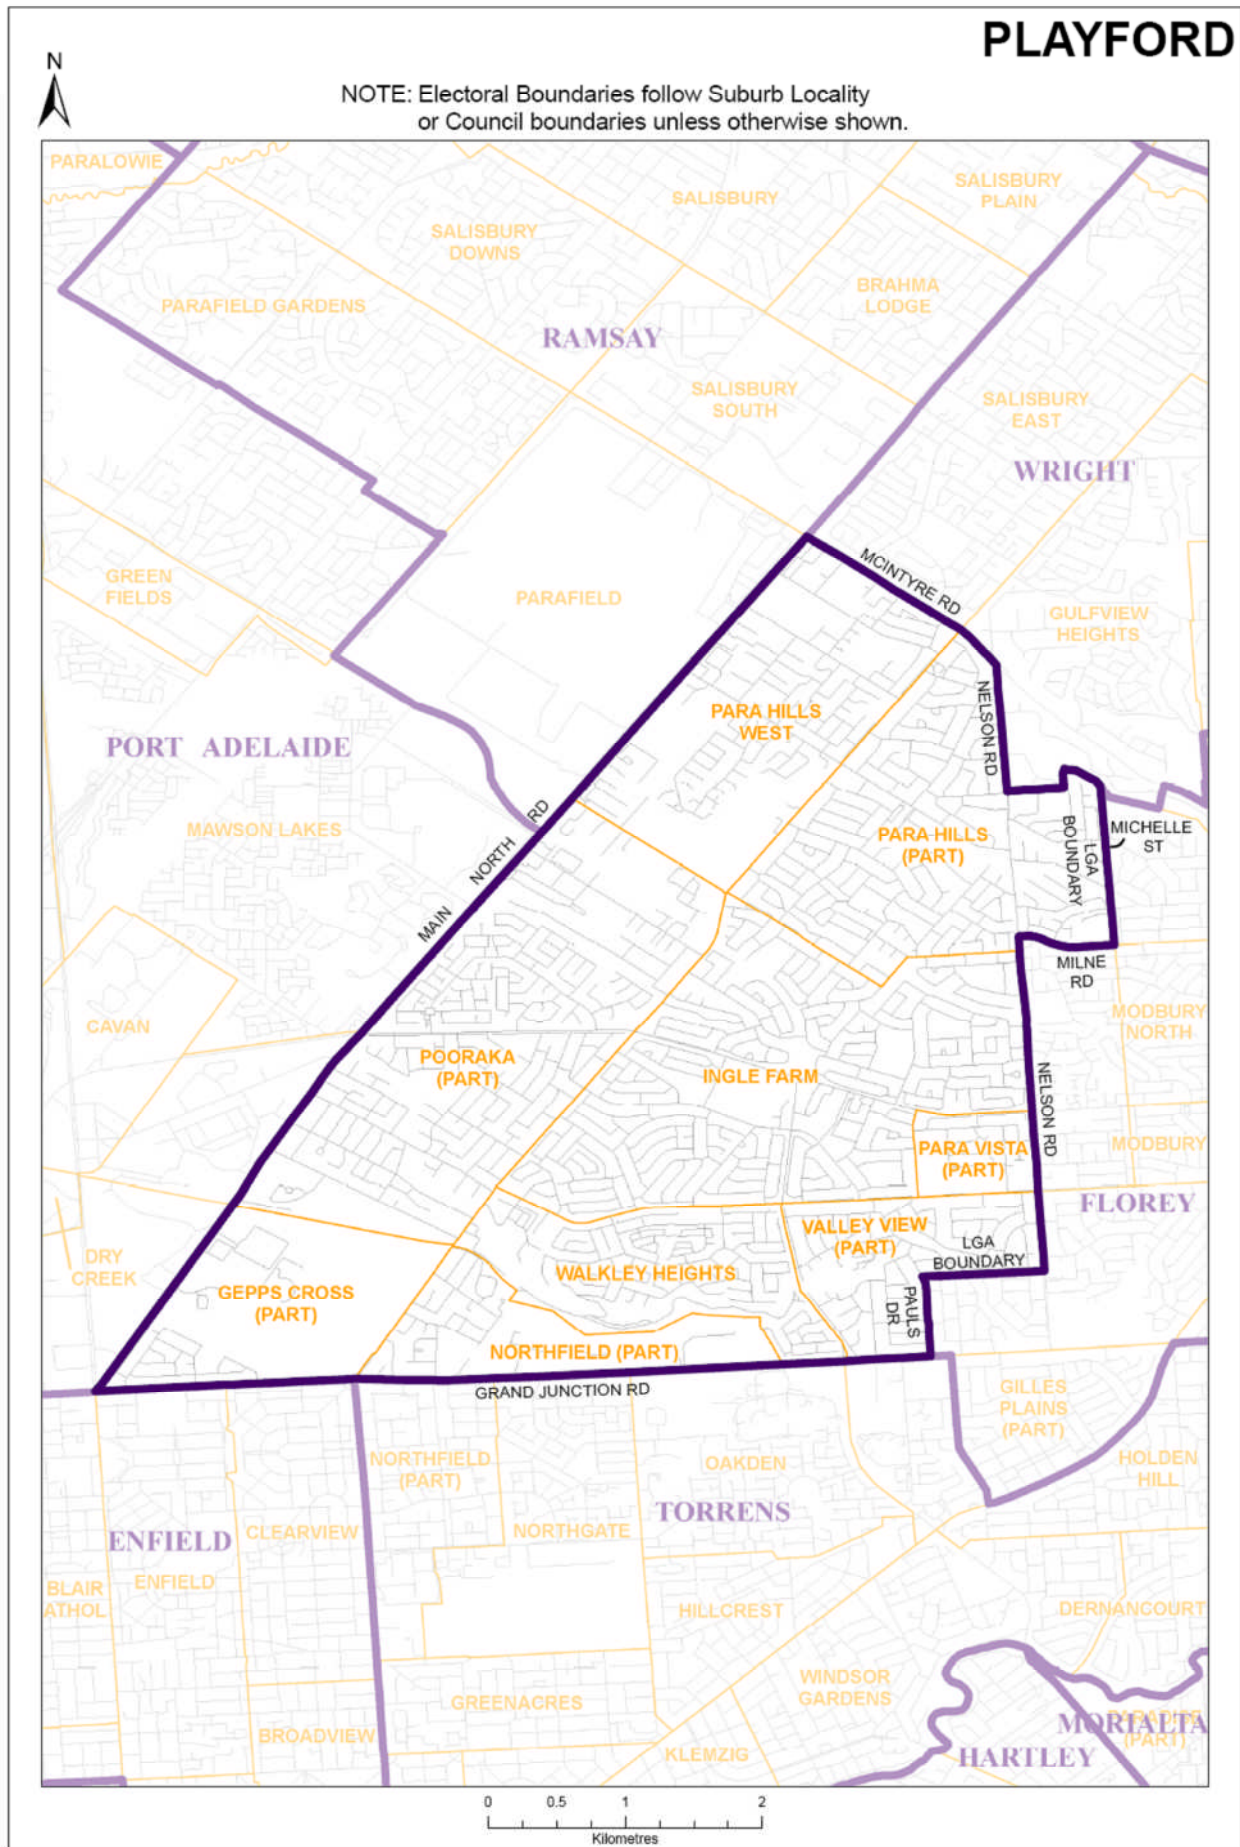 PLAYFORD
N
NOTE: Electoral Boundaries follow Suburb Locality
or Council boundaries unless otherwise shown.
PARALOWIE
SALISBURY
PLAIN
SALISBURY
SALISBURY
DOWNS
BRAHMA
LODGE
PARAFIELD GARDENS
RAMSAY
SALISBURY
SOUTH
SALISBURY
EAST
WRIGHT
MCINTYRE RD
GREEN
FIELDS
PARAFIELD
GULFVIEW
HEIGHTS
NELSON RD
PARA HILLS
WEST
PORT ADELAIDE
MAWSON LAKES
MAIN NORTH RD
PARA HILLS
(PART)
LGA
BOUNDARY
MICHELLE
ST
MILNE
RD
CAVAN
MODBURY
NORTH
POORAKA
(PART)
INGLE FARM
NELSON RD
PARA VISTA
(PART)
MODBURY
FLOREY
VALLEY VIEW
(PART)
LGA
BOUNDARY
DRY
CREEK
GEPPS CROSS
(PART)
WALKLEY HEIGHTS
PAULS
DR
NORTHFIELD (PART)
GRAND JUNCTION RD
GILLES
PLAINS
(PART)
NORTHFIELD
(PART)
OAKDEN
HOLDEN
HILL
TORRENS
ENFIELD
CLEARVIEW
NORTHGATE
ENFIELD
BLAIR
ATHOL
HILLCREST
DERNANCOURT
WINDSOR
GARDENS
GREENACRES
BROADVIEW
KLEMZIG
MORIALTA
PARADISE
(PART)
HARTLEY
0 0.5 1 2
Kilometres